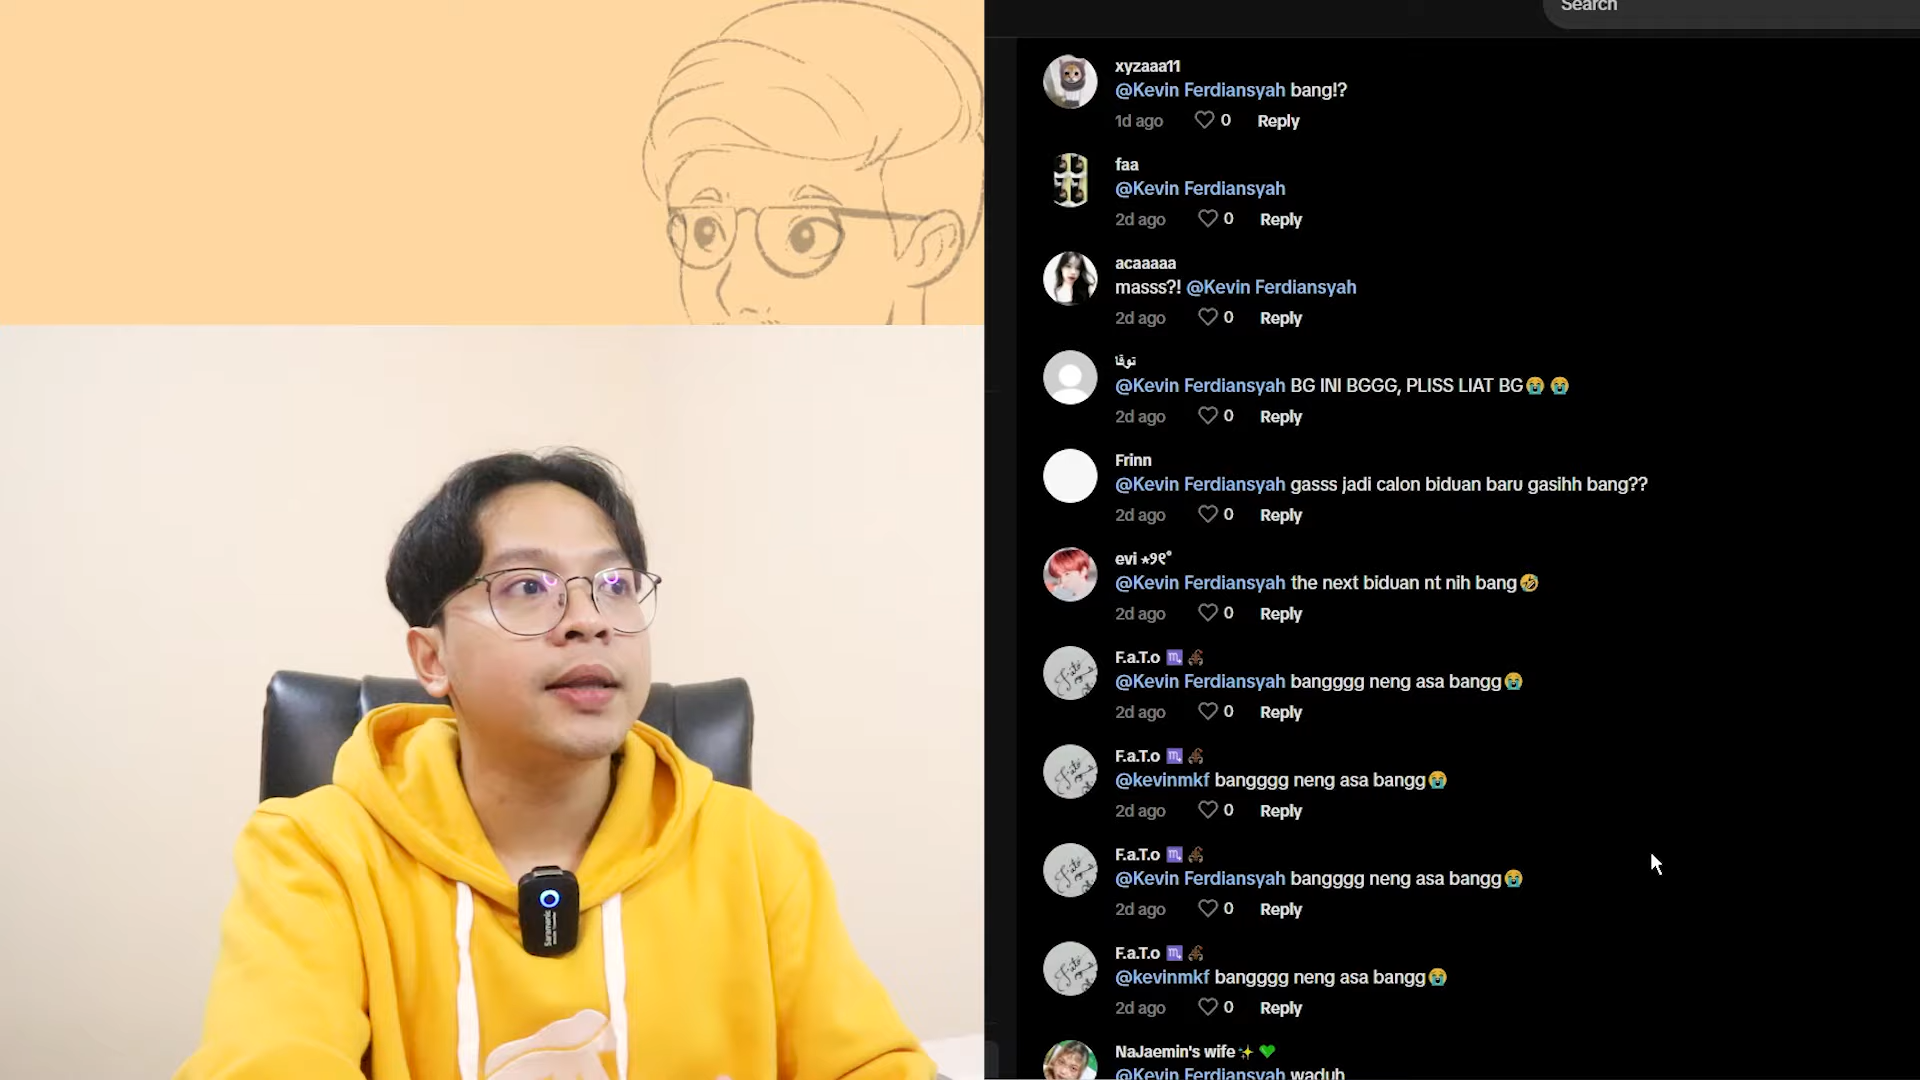 Search
xyzaaa11
@Kevin Ferdiansyah bang!?
1d ago 0 Reply
faa
@Kevin Ferdiansyah
2d ago 0 Reply
acaaaaa
masss?! @Kevin Ferdiansyah
2d ago 0 Reply
توفا
@Kevin Ferdiansyah BG INI BGGG, PLISS LIAT BG😭😭
2d ago 0 Reply
Frinn
@Kevin Ferdiansyah gasss jadi calon biduan baru gasihh bang??
2d ago 0 Reply
evi ⋆୨୧˚
@Kevin Ferdiansyah the next biduan nt nih bang🤣
2d ago 0 Reply
F.a.T.o ♏🦂
@Kevin Ferdiansyah bangggg neng asa bangg😭
2d ago 0 Reply
F.a.T.o ♏🦂
@kevinmkf bangggg neng asa bangg😭
2d ago 0 Reply
F.a.T.o ♏🦂
@Kevin Ferdiansyah bangggg neng asa bangg😭
2d ago 0 Reply
F.a.T.o ♏🦂
@kevinmkf bangggg neng asa bangg😭
2d ago 0 Reply
NaJaemin's wife✨💚
@Kevin Ferdiansyah waduh
Saramonic